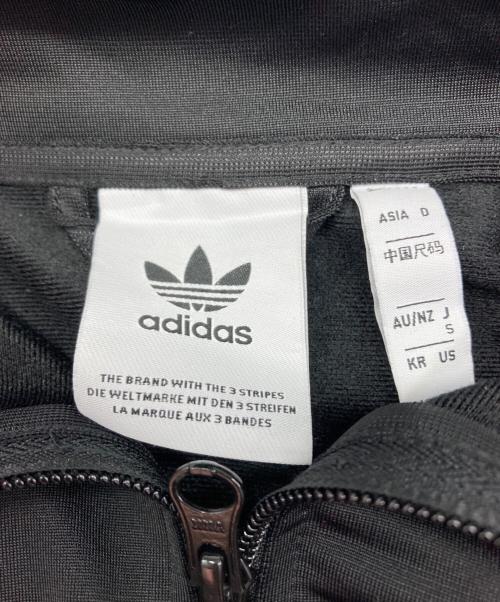 adidas
THE BRAND WITH THE 3 STRIPES
DIE WELTMARKE MIT DEN 3 STREIFEN
LA MARQUE AUX 3 BANDES
ASIA D
中国尺码
AU/NZ J
S
KR US